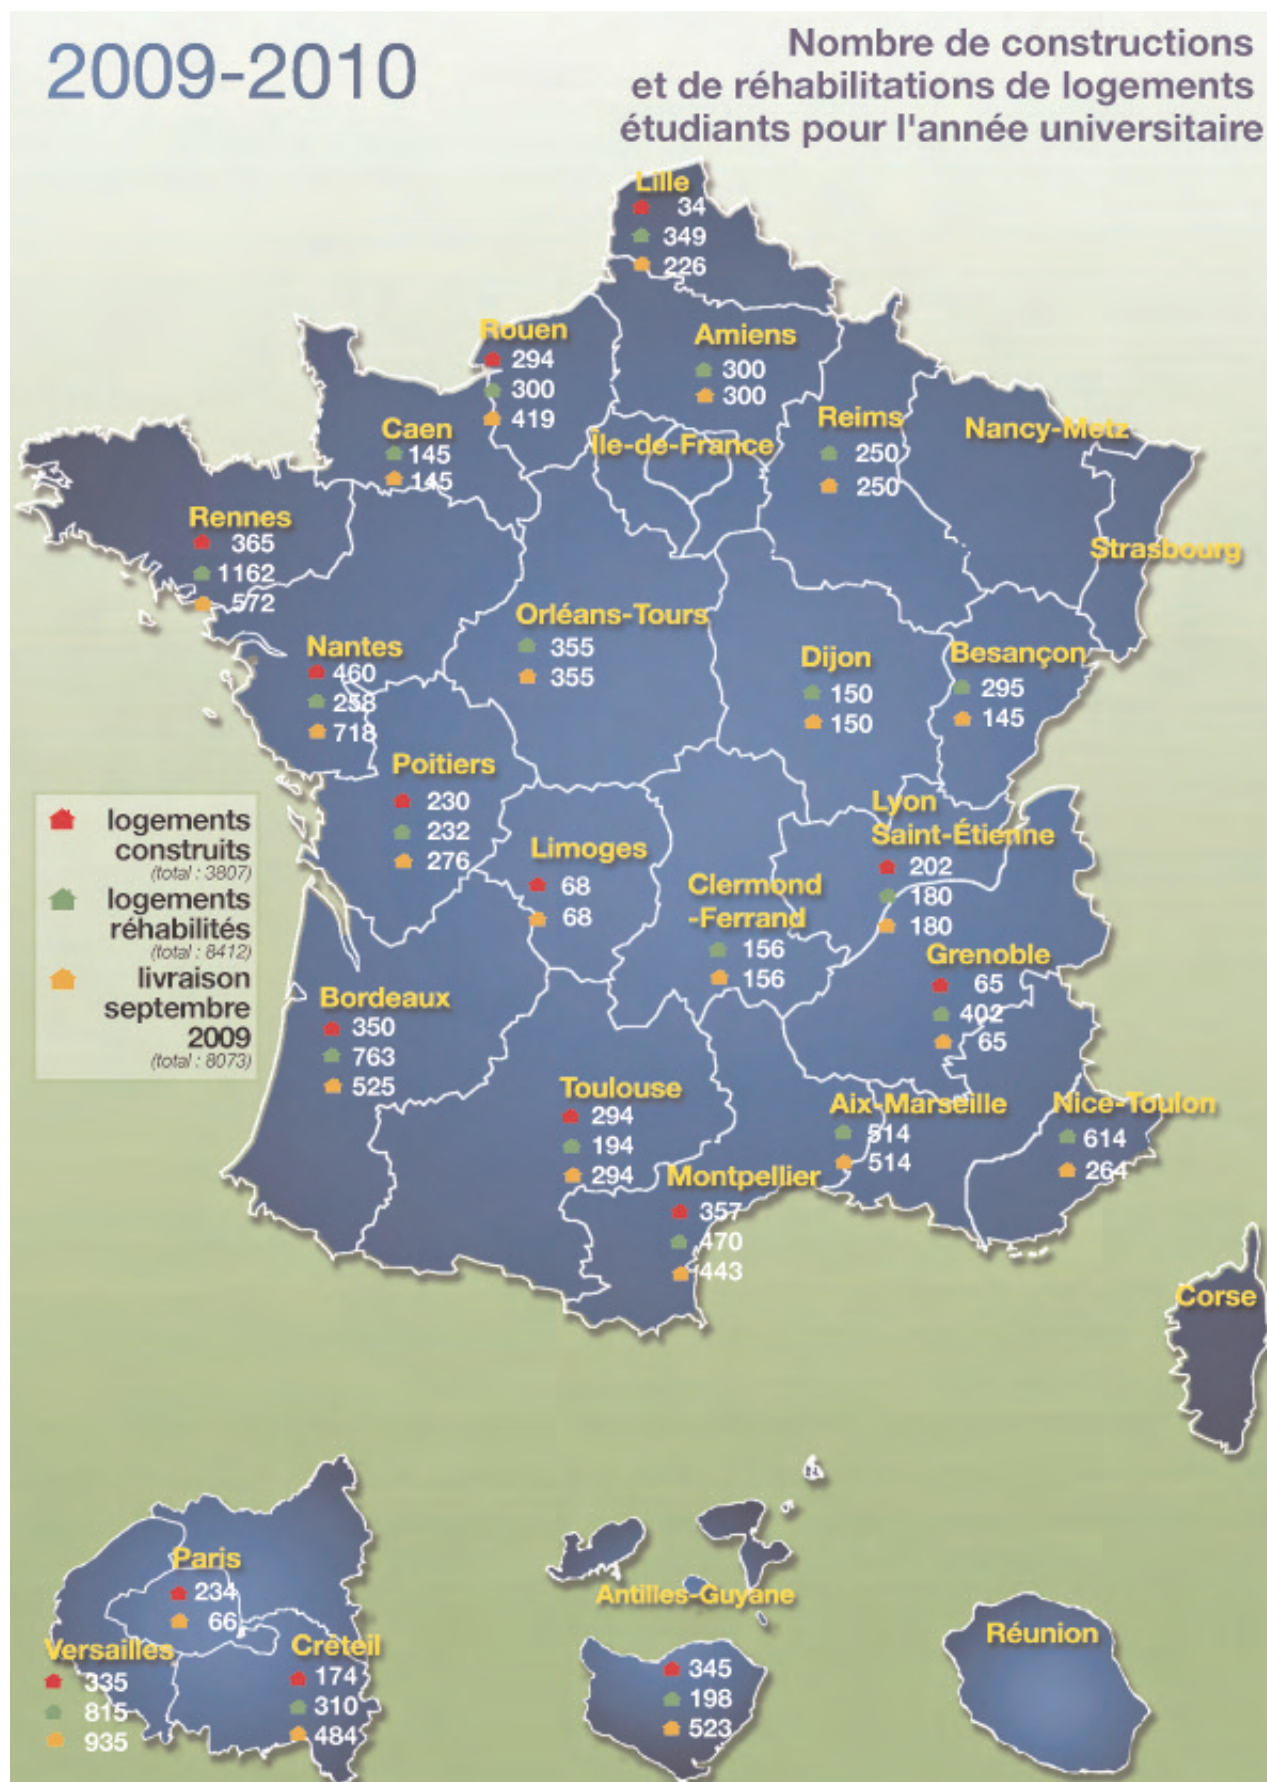 2009-2010
Nombre de constructions
et de réhabilitations de logements
étudiants pour l'année universitaire
Lille
34
349
226
Rouen
294
300
419
Amiens
300
300
Caen
145
145
Île-de-France
Reims
250
250
Nancy-Metz
Strasbourg
Rennes
365
1162
572
Nantes
460
258
718
Orléans-Tours
355
355
Dijon
150
150
Besançon
295
145
Poitiers
230
232
276
Limoges
68
68
Clermond
-Ferrand
156
156
Lyon
Saint-Étienne
202
180
180
Grenoble
65
402
65
logements
construits
(total : 3807)
logements
réhabilités
(total : 8412)
livraison
septembre
2009
(total : 8073)
Bordeaux
350
763
525
Toulouse
294
194
294
Montpellier
357
470
443
Aix-Marseille
514
514
Nice-Toulon
614
264
Corse
Paris
234
66
Versailles
335
815
935
Créteil
174
310
484
Antilles-Guyane
345
198
523
Réunion